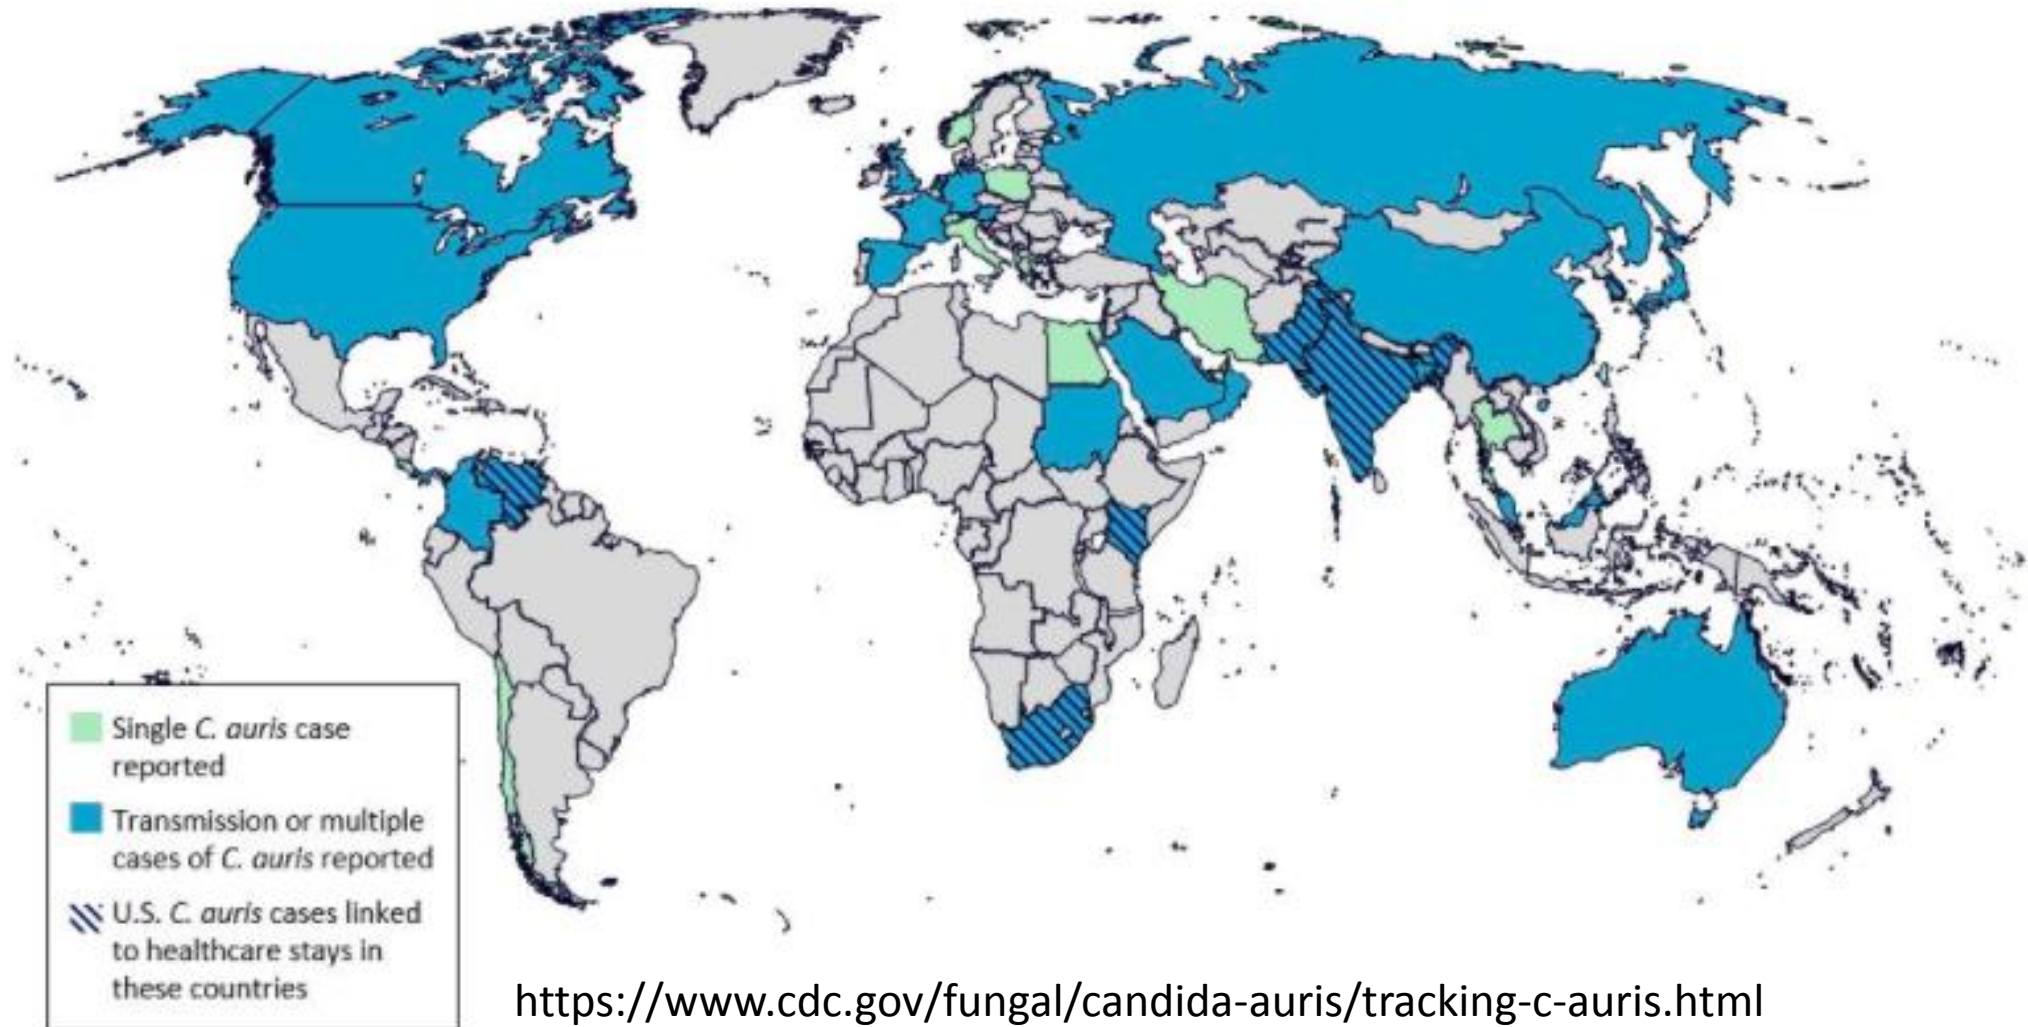 Single C. auris case
reported
Transmission or multiple
cases of C. auris reported
U.S. C. auris cases linked
to healthcare stays in
these countries
https://www.cdc.gov/fungal/candida-auris/tracking-c-auris.html